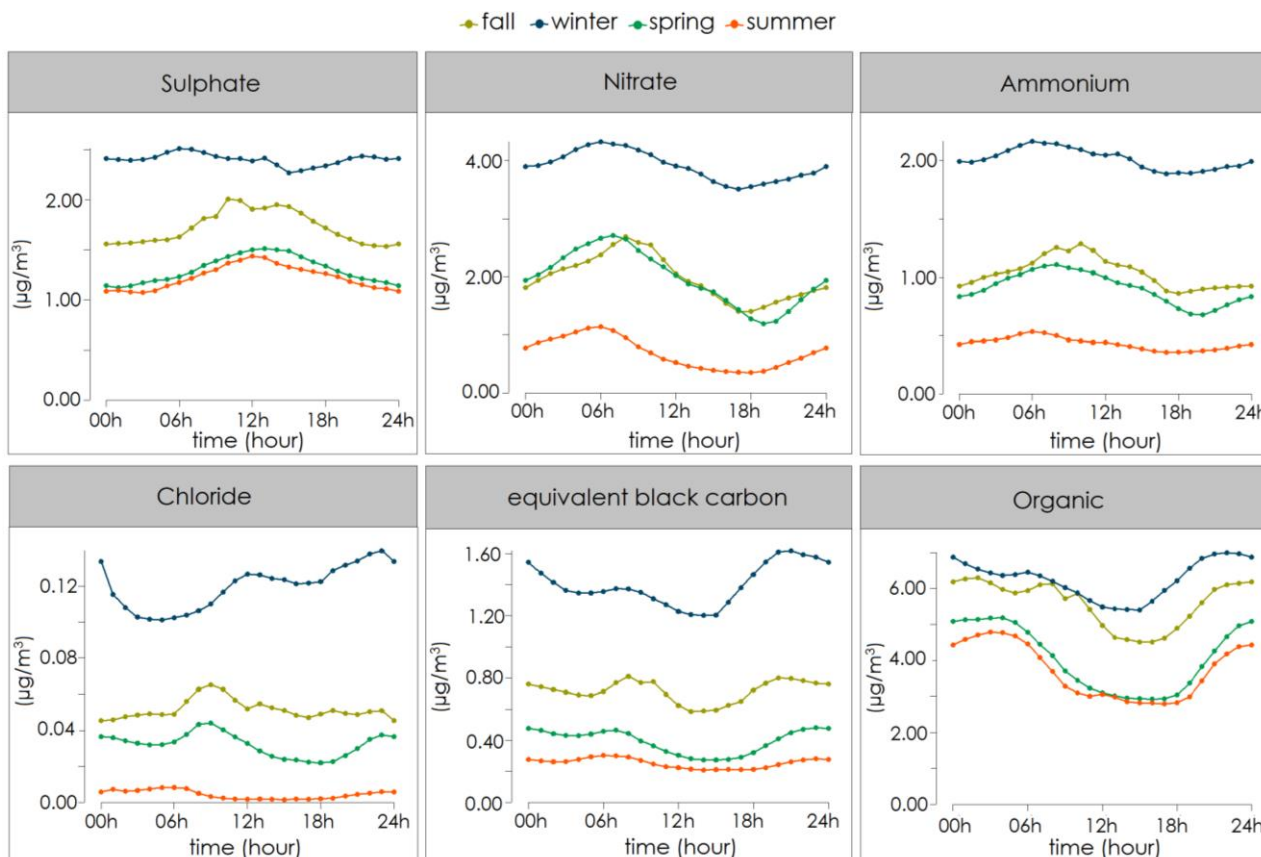 fall winter spring summer
Sulphate
(µg/m³)
2.00
1.00
0.00
00h 06h 12h 18h 24h
time (hour)
Nitrate
(µg/m³)
4.00
2.00
0.00
00h 06h 12h 18h 24h
time (hour)
Ammonium
(µg/m³)
2.00
1.00
0.00
00h 06h 12h 18h 24h
time (hour)
Chloride
(µg/m³)
0.12
0.08
0.04
0.00
00h 06h 12h 18h 24h
time (hour)
equivalent black carbon
(µg/m³)
1.60
1.20
0.80
0.40
0.00
00h 06h 12h 18h 24h
time (hour)
Organic
(µg/m³)
6.00
4.00
2.00
0.00
00h 06h 12h 18h 24h
time (hour)